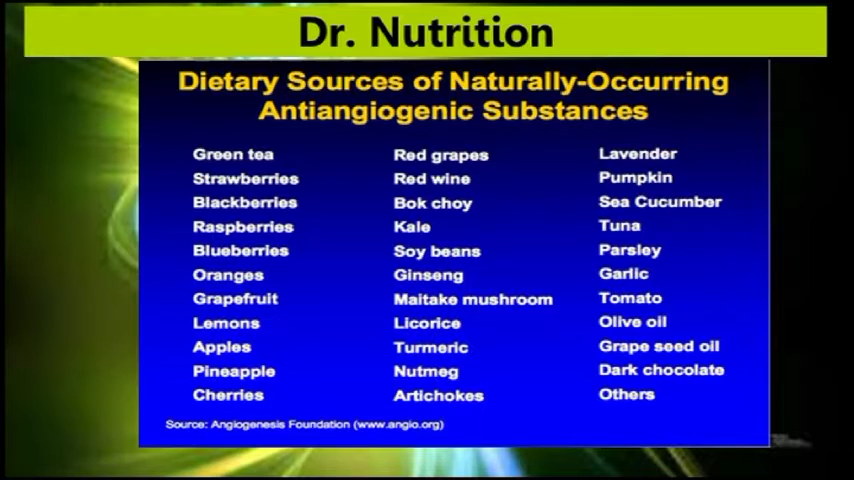 Dr. Nutrition
Dietary Sources of Naturally-Occurring
Antiangiogenic Substances
Green tea
Strawberries
Blackberries
Raspberries
Blueberries
Oranges
Grapefruit
Lemons
Apples
Pineapple
Cherries
Red grapes
Red wine
Bok choy
Kale
Soy beans
Ginseng
Maitake mushroom
Licorice
Turmeric
Nutmeg
Artichokes
Lavender
Pumpkin
Sea Cucumber
Tuna
Parsley
Garlic
Tomato
Olive oil
Grape seed oil
Dark chocolate
Others
Source: Angiogenesis Foundation (www.angio.org)